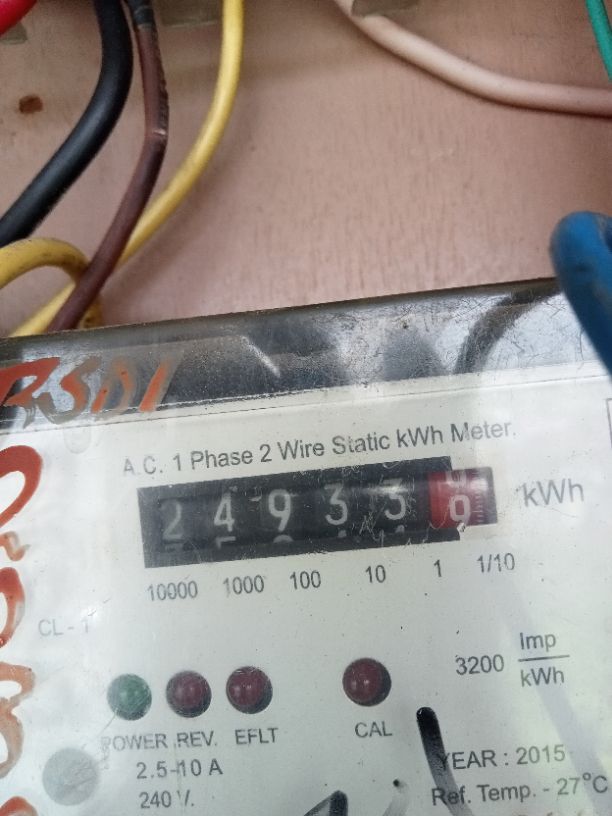 RSD1
A.C. 1 Phase 2 Wire Static kWh Meter.
2 4 9 3 3 9 kWh
10000 1000 100 10 1 1/10
CL - 1
3200 Imp
kWh
POWER REV. EFLT CAL
2.5-10 A
240 V.
YEAR : 2015
Ref. Temp. - 27°C